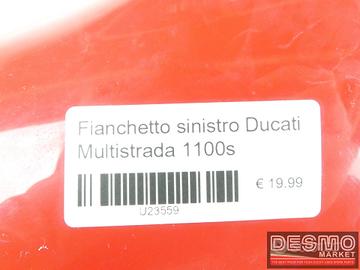 Fianchetto sinistro Ducati
Multistrada 1100s
€ 19.99
U23559
DESMO
MARKET